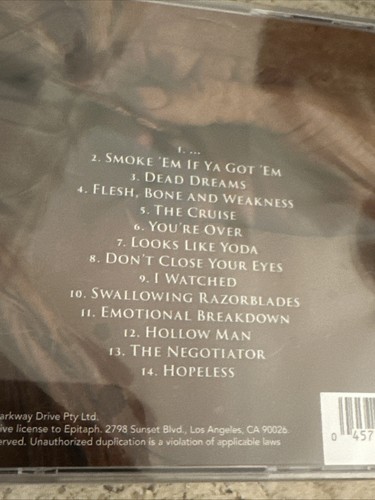 1. ...
2. Smoke 'Em If Ya Got 'Em
3. Dead Dreams
4. Flesh, Bone and Weakness
5. The Cruise
6. You're Over
7. Looks Like Yoda
8. Don't Close Your Eyes
9. I Watched
10. Swallowing Razorblades
11. Emotional Breakdown
12. Hollow Man
13. The Negotiator
14. Hopeless
arkway Drive Pty Ltd.
ive license to Epitaph. 2798 Sunset Blvd., Los Angeles, CA 90026.
erved. Unauthorized duplication is a violation of applicable laws
0 457